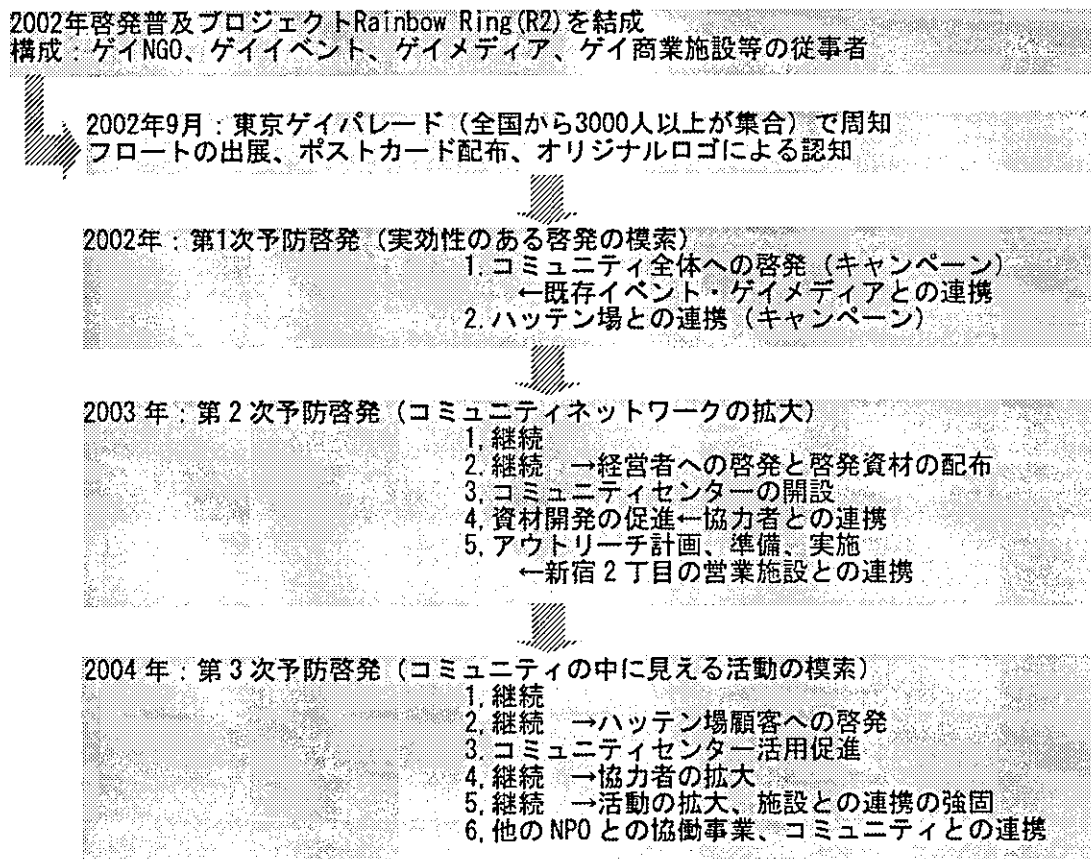 2002年啓発普及プロジェクトRainbow Ring(R2)を結成
構成:ゲイNGO、ゲイイベント、ゲイメディア、ゲイ商業施設等の従事者
2002年9月:東京ゲイパレード(全国から3000人以上が集合)で周知
フロートの出展、ポストカード配布、オリジナルロゴによる認知
2002年:第1次予防啓発(実効性のある啓発の模索)
1.コミュニティ全体への啓発(キャンペーン)
←既存イベント・ゲイメディアとの連携
2.ハッテン場との連携(キャンペーン)
2003 年:第 2 次予防啓発(コミュニティネットワークの拡大)
1.継続
2.継続 →経営者への啓発と啓発資材の配布
3.コミュニティセンターの開設
4.資材開発の促進←協力者との連携
5.アウトリーチ計画、準備、実施
←新宿 2 丁目の営業施設との連携
2004 年:第 3 次予防啓発(コミュニティの中に見える活動の模索)
1.継続
2.継続 →ハッテン場顧客への啓発
3.コミュニティセンター活用促進
4.継続 →協力者の拡大
5.継続 →活動の拡大、施設との連携の強固
6.他の NPO との協働事業、コミュニティとの連携